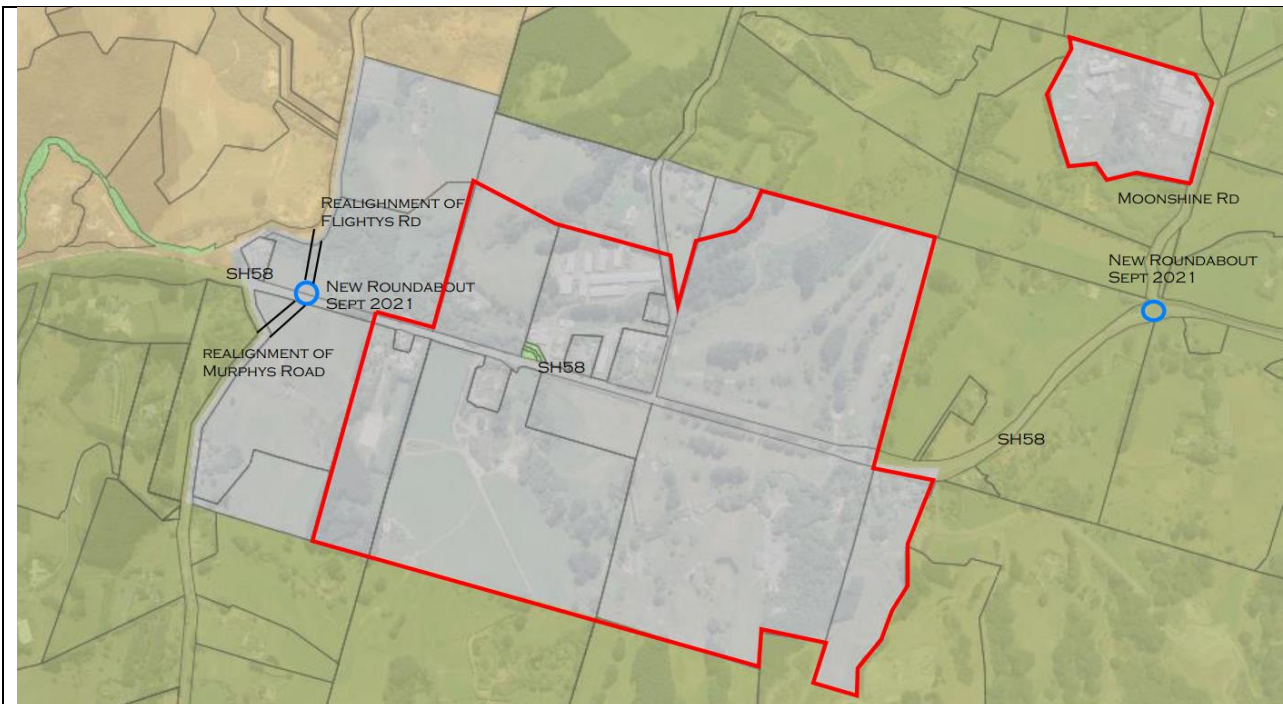 MOONSHINE RD
REALIGHNMENT OF
FLIGHTYS RD
NEW ROUNDABOUT
SEPT 2021
SH58
NEW ROUNDABOUT
SEPT 2021
REALIGNMENT OF
MURPHYS ROAD
SH58
SH58